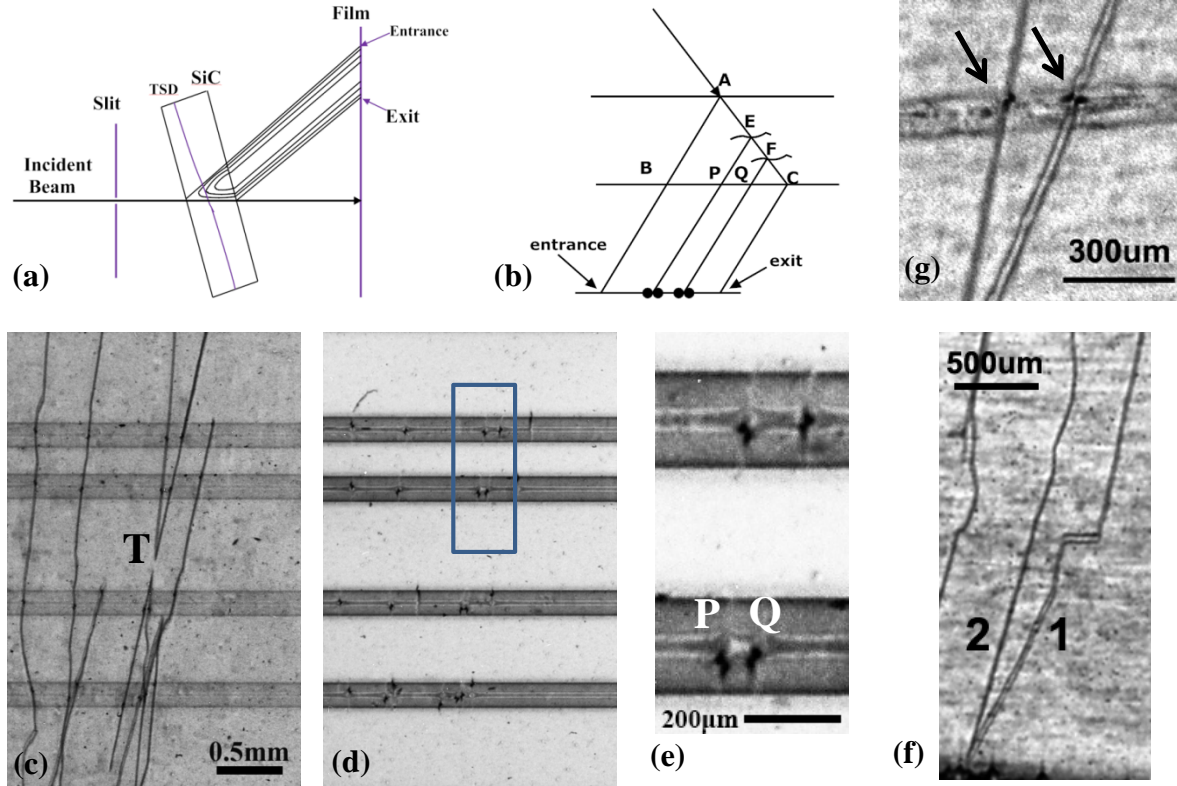 Film
Entrance
SiC
TSD
Slit
Exit
Incident
Beam
(a)
A
E
F
B
P
Q
C
entrance
exit
(b)
300um
(g)
T
0.5mm
(c)
(d)
P
Q
200μm
(e)
500um
2
1
(f)